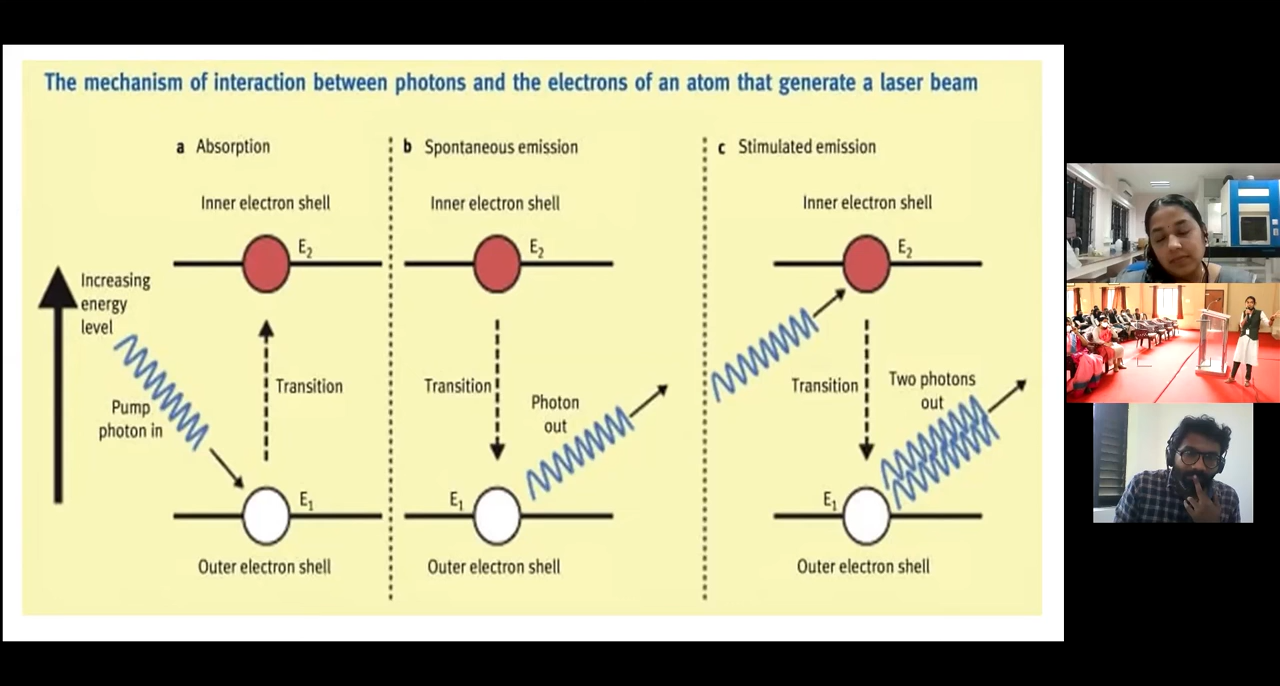 The mechanism of interaction between photons and the electrons of an atom that generate a laser beam
a Absorption
Inner electron shell
E2
Increasing
energy
level
Pump
photon in
Transition
E1
Outer electron shell
b Spontaneous emission
Inner electron shell
E2
Transition
Photon
out
E1
Outer electron shell
c Stimulated emission
Inner electron shell
E2
Transition
Two photons
out
E1
Outer electron shell